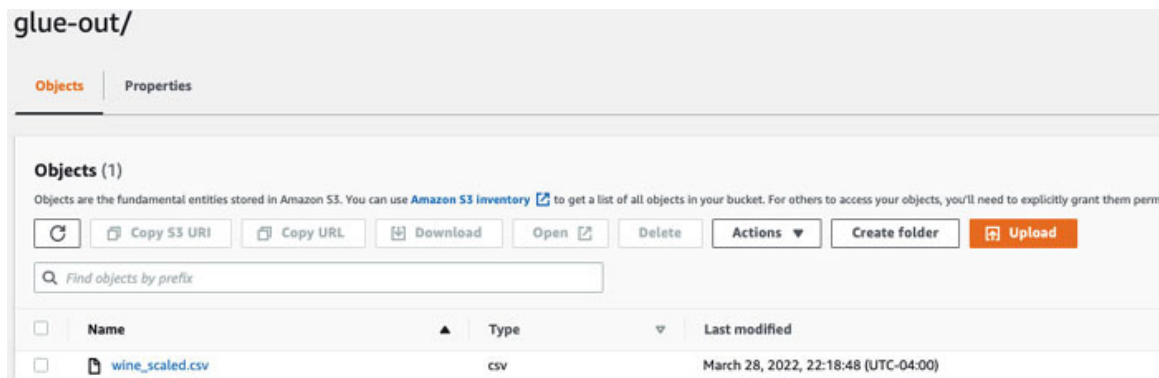 glue-out/
Objects Properties
Objects (1)
Objects are the fundamental entities stored in Amazon S3. You can use Amazon S3 inventory to get a list of all objects in your bucket. For others to access your objects, you'll need to explicitly grant them perm
Copy S3 URI Copy URL Download Open Delete Actions Create folder Upload
Find objects by prefix
Name Type Last modified
wine_scaled.csv csv March 28, 2022, 22:18:48 (UTC-04:00)